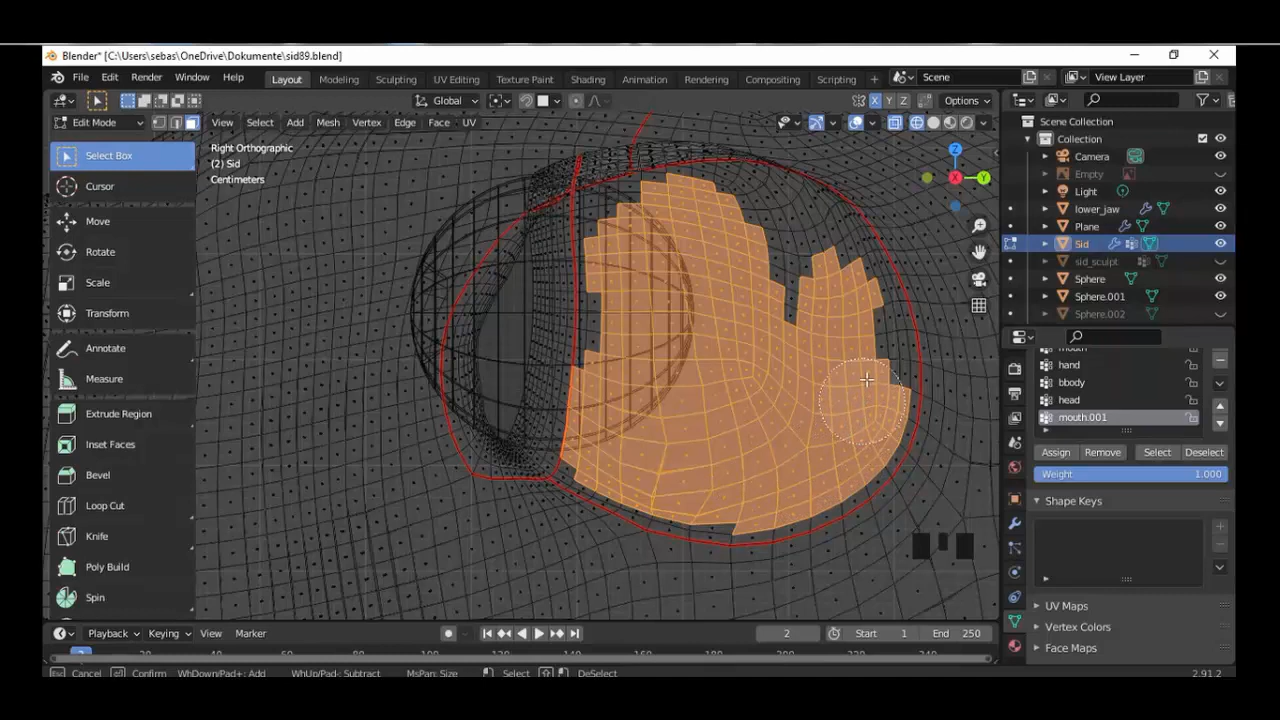 Blender* [C:\Users\sebas\OneDrive\Dokumente\sid89.blend]
File Edit Render Window Help Layout Modeling Sculpting UV Editing Texture Paint Shading Animation Rendering Compositing Scripting + Scene View Layer
Global Options X Y Z
Edit Mode View Select Add Mesh Vertex Edge Face UV
Select Box
Cursor
Move
Rotate
Scale
Transform
Annotate
Measure
Extrude Region
Inset Faces
Bevel
Loop Cut
Knife
Poly Build
Spin
Right Orthographic
(2) Sid
Centimeters
Z
X
Y
Scene Collection
Collection
Camera
Empty
Light
lower_jaw
Plane
Sid
sid_sculpt
Sphere
Sphere.001
Sphere.002
mouth
hand
bbody
head
mouth.001
Assign Remove Select Deselect
Weight 1.000
Shape Keys
UV Maps
Vertex Colors
Face Maps
Playback Keying View Marker 2 Start 1 End 250
Esc Cancel Confirm WhDown/Pad+: Add WhUp/Pad-: Subtract MsPan: Size Select DeSelect 2.91.2